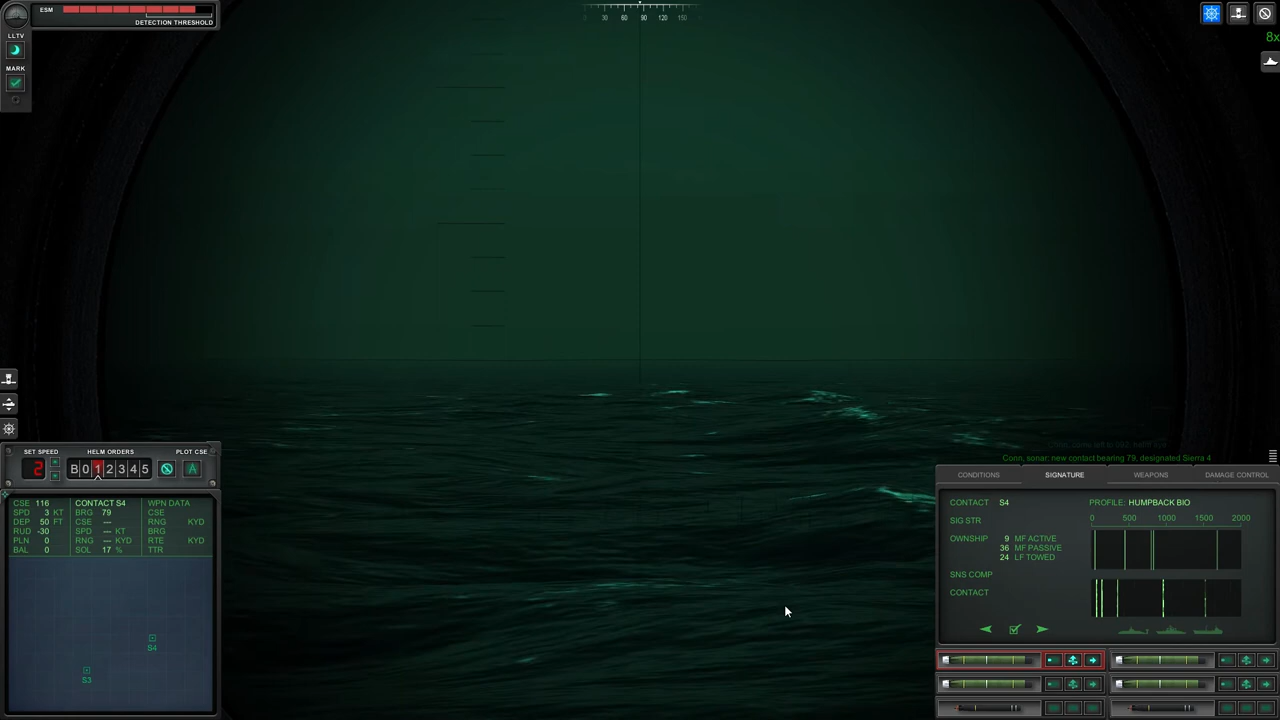 ESM
DETECTION THRESHOLD
LLTV
MARK
30 60 90 120 150
8x
Conn, sonar: new contact bearing 79, designated Sierra 4
SET SPEED HELM ORDERS PLOT CSE
2 B 0 1 2 3 4 5 A
CSE 116 CONTACT S4 WPN DATA
SPD 3 KT BRG 79 CSE
DEP 50 FT CSE --- RNG KYD
RUD -30 SPD --- KT BRG
PLN 0 RNG --- KYD RTE KYD
BAL 0 SOL 17 % TTR
S4
S3
CONDITIONS SIGNATURE WEAPONS DAMAGE CONTROL
CONTACT S4 PROFILE: HUMPBACK BIO
SIG STR 0 500 1000 1500 2000
OWNSHIP 9 MF ACTIVE
36 MF PASSIVE
24 LF TOWED
SNS COMP
CONTACT